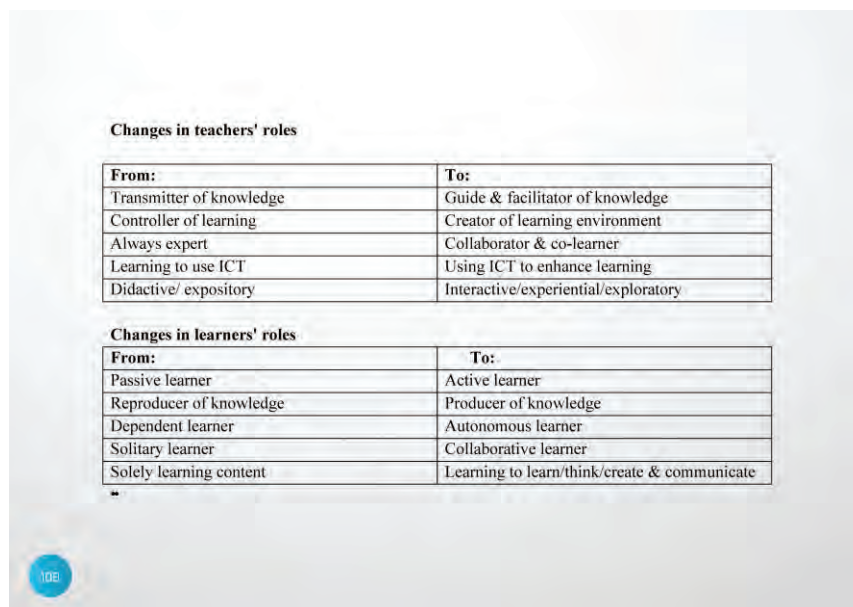 Changes in teachers' roles
From: To:
Transmitter of knowledge Guide & facilitator of knowledge
Controller of learning Creator of learning environment
Always expert Collaborator & co-learner
Learning to use ICT Using ICT to enhance learning
Didactive/ expository Interactive/experiential/exploratory
Changes in learners' roles
From: To:
Passive learner Active learner
Reproducer of knowledge Producer of knowledge
Dependent learner Autonomous learner
Solitary learner Collaborative learner
Solely learning content Learning to learn/think/create & communicate